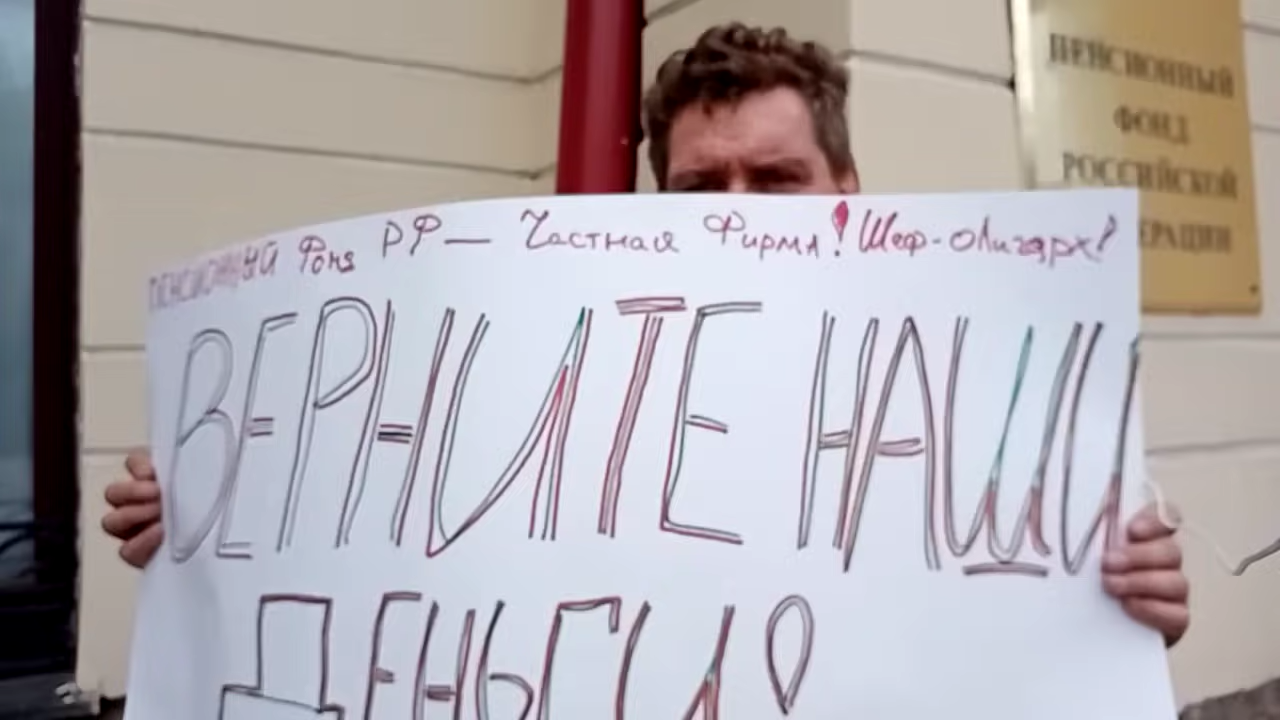 Пенсионный Фонд РФ — Частная Фирма! Шеф-олигарх!
ВЕРНИТЕ НАШИ
ДЕНЬГИ!
ПЕНСИОННЫЙ
ФОНД
РОССИЙСКОЙ
ЕРАЦИИ